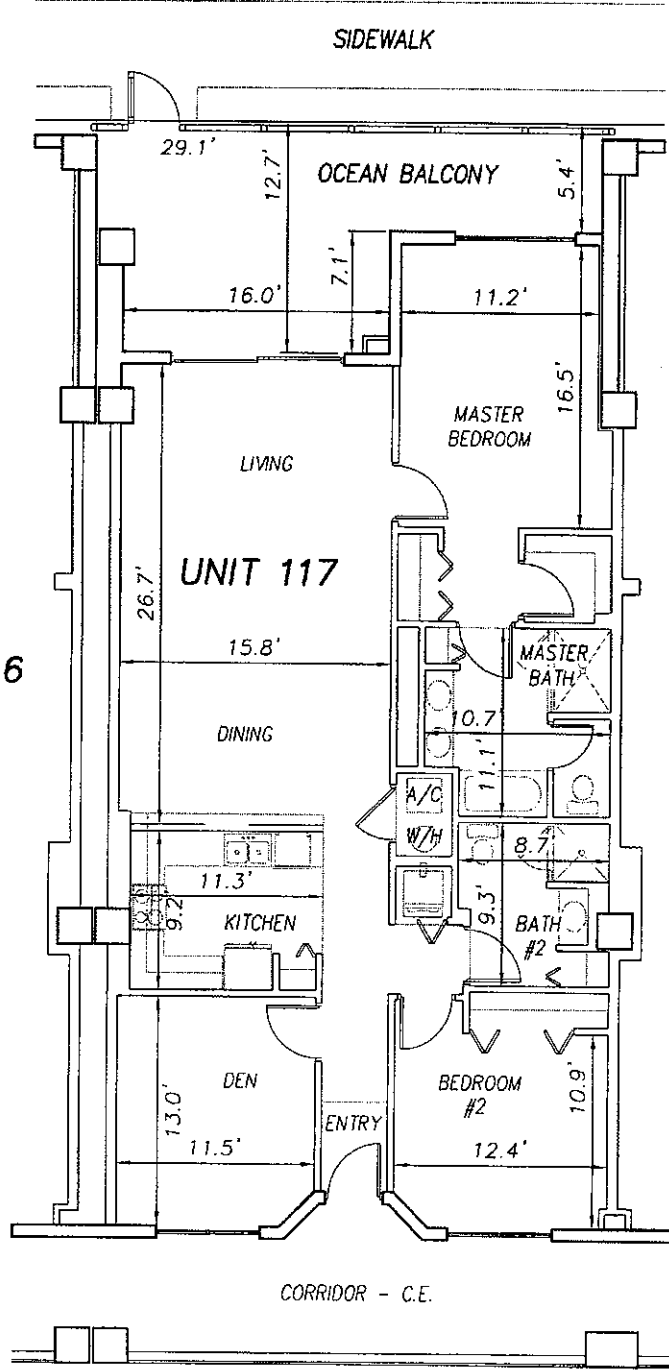 SIDEWALK
29.1'
12.7'
OCEAN BALCONY
5.4'
7.1'
16.0'
11.2'
16.5'
MASTER
BEDROOM
LIVING
UNIT 117
26.7'
6
15.8'
MASTER
BATH
10.7'
11.1'
DINING
A/C
W/H
8.7'
11.3'
9.2'
KITCHEN
9.3'
BATH
#2
DEN
13.0'
11.5'
ENTRY
BEDROOM
#2
10.9'
12.4'
CORRIDOR - C.E.